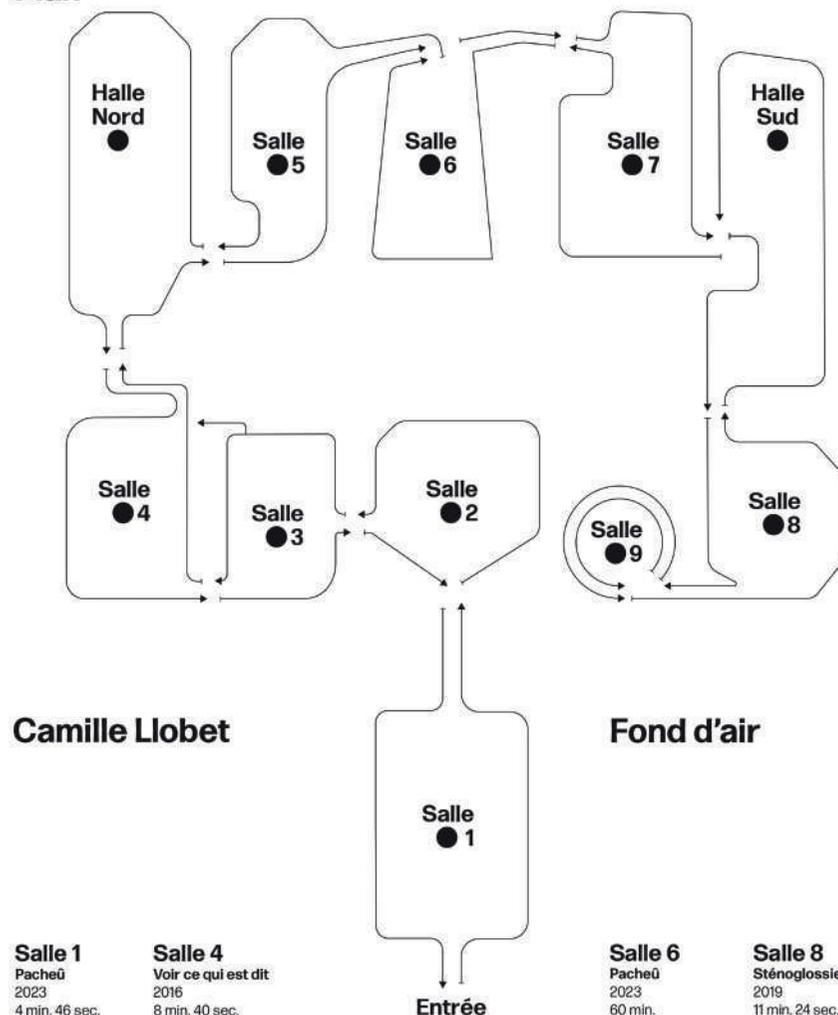 Plan
Halle
Nord
Salle
5
Salle
6
Salle
7
Halle
Sud
Salle
4
Salle
3
Salle
2
Salle
9
Salle
8
Camille Llobet
Fond d'air
Salle
1
Salle 1
Pacheû
2023
4 min. 46 sec.
Salle 4
Voir ce qui est dit
2016
8 min. 40 sec.
Entrée
Salle 6
Pacheû
2023
60 min.
Salle 8
Sténoglossie
2019
11 min. 24 sec.